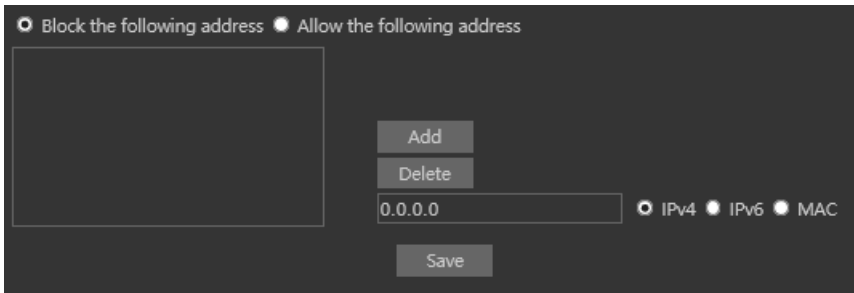 Block the following address Allow the following address
Add
Delete
0.0.0.0 IPv4 IPv6 MAC
Save